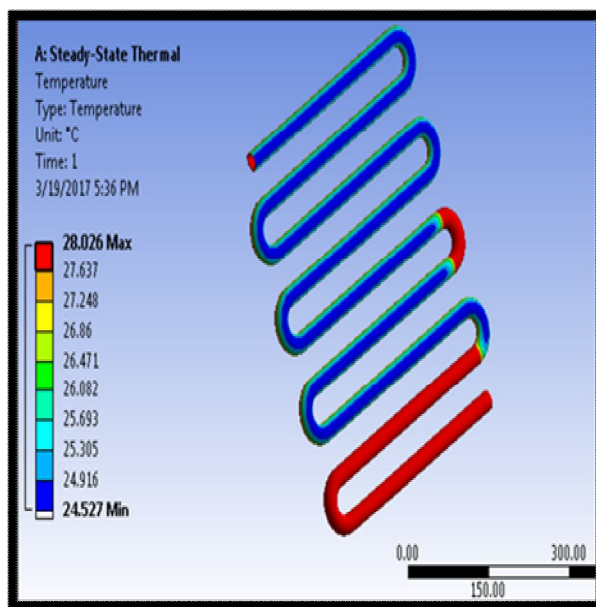 A: Steady-State Thermal
Temperature
Type: Temperature
Unit: °C
Time: 1
3/19/2017 5:36 PM
28.026 Max
27.637
27.248
26.86
26.471
26.082
25.693
25.305
24.916
24.527 Min
0.00 300.00
150.00